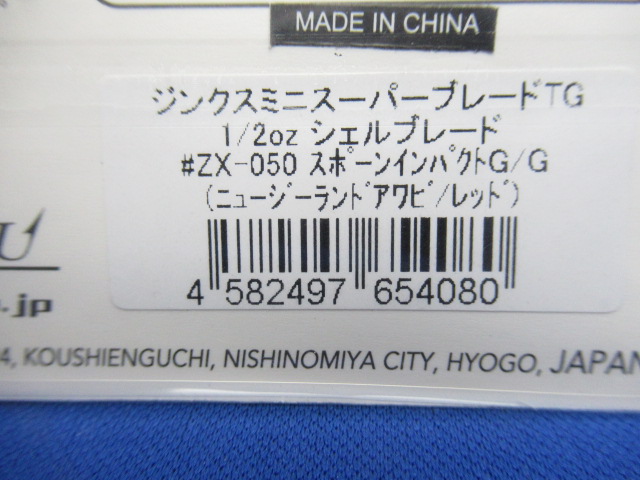 MADE IN CHINA
ジンクスミニスーパーブレードTG
1/2oz シェルブレード
#ZX-050 スポーンインパクトG/G
(ニュージーランドアワビ/レッド)
4 582497 654080
U
.jp
4, KOUSHIENGUCHI, NISHINOMIYA CITY, HYOGO, JAPAN